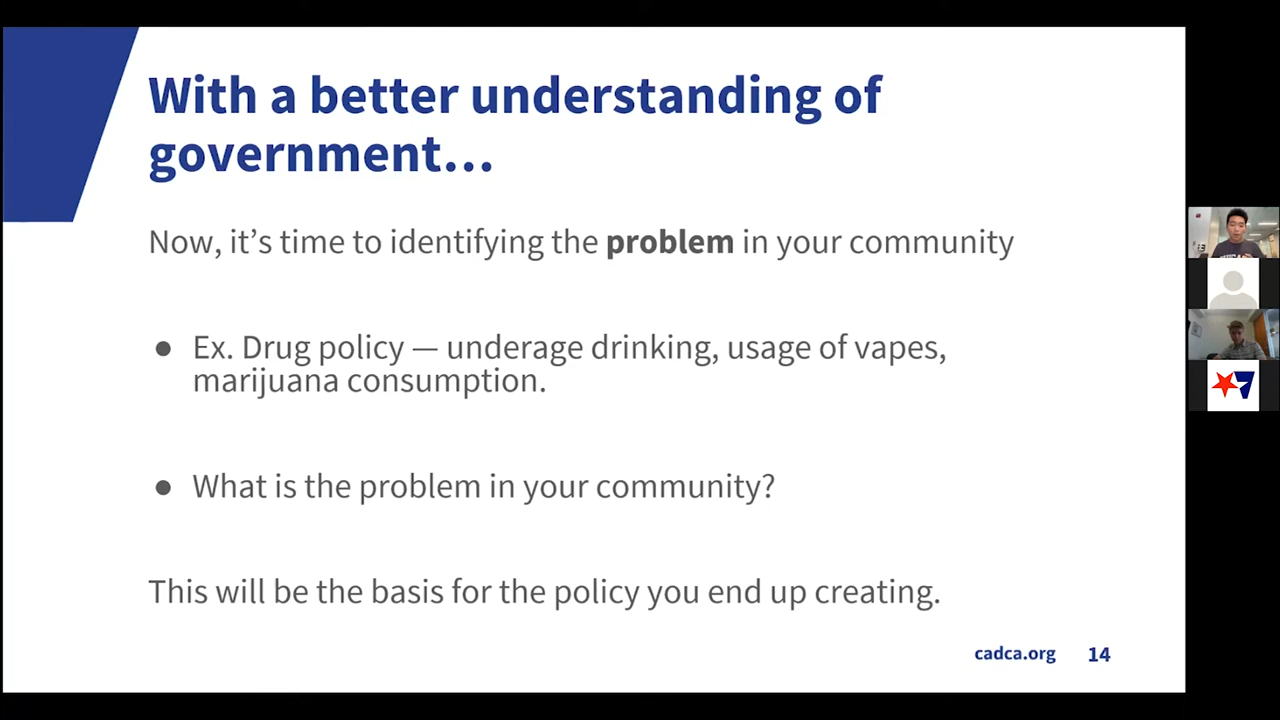 With a better understanding of
government…
Now, it’s time to identifying the problem in your community
● Ex. Drug policy — underage drinking, usage of vapes,
marijuana consumption.
● What is the problem in your community?
This will be the basis for the policy you end up creating.
cadca.org 14